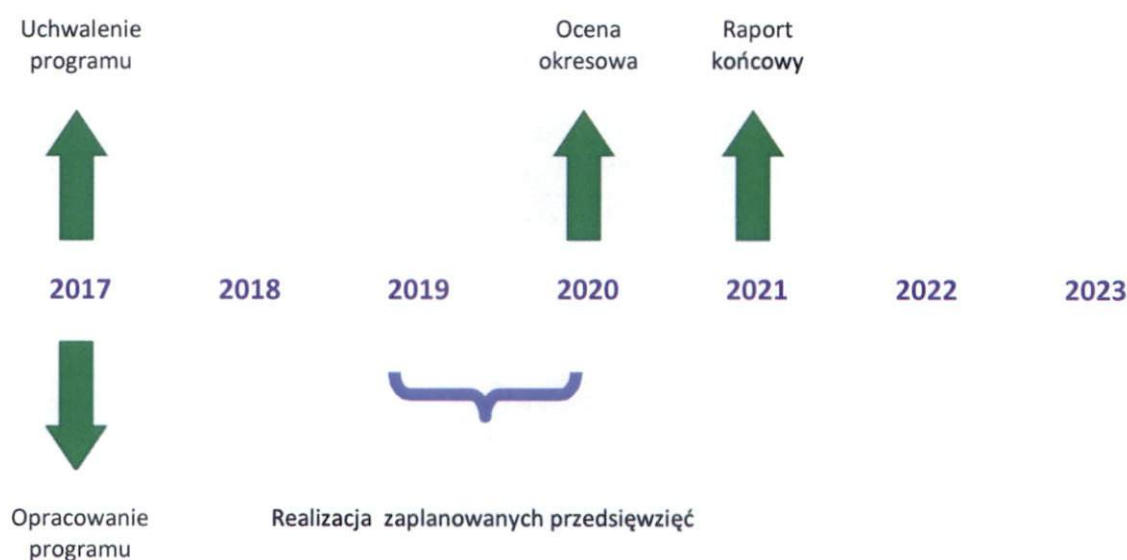 Uchwalenie
programu
Ocena
okresowa
Raport
końcowy
2017 2018 2019 2020 2021 2022 2023
Opracowanie
programu
Realizacja zaplanowanych przedsięwzięć